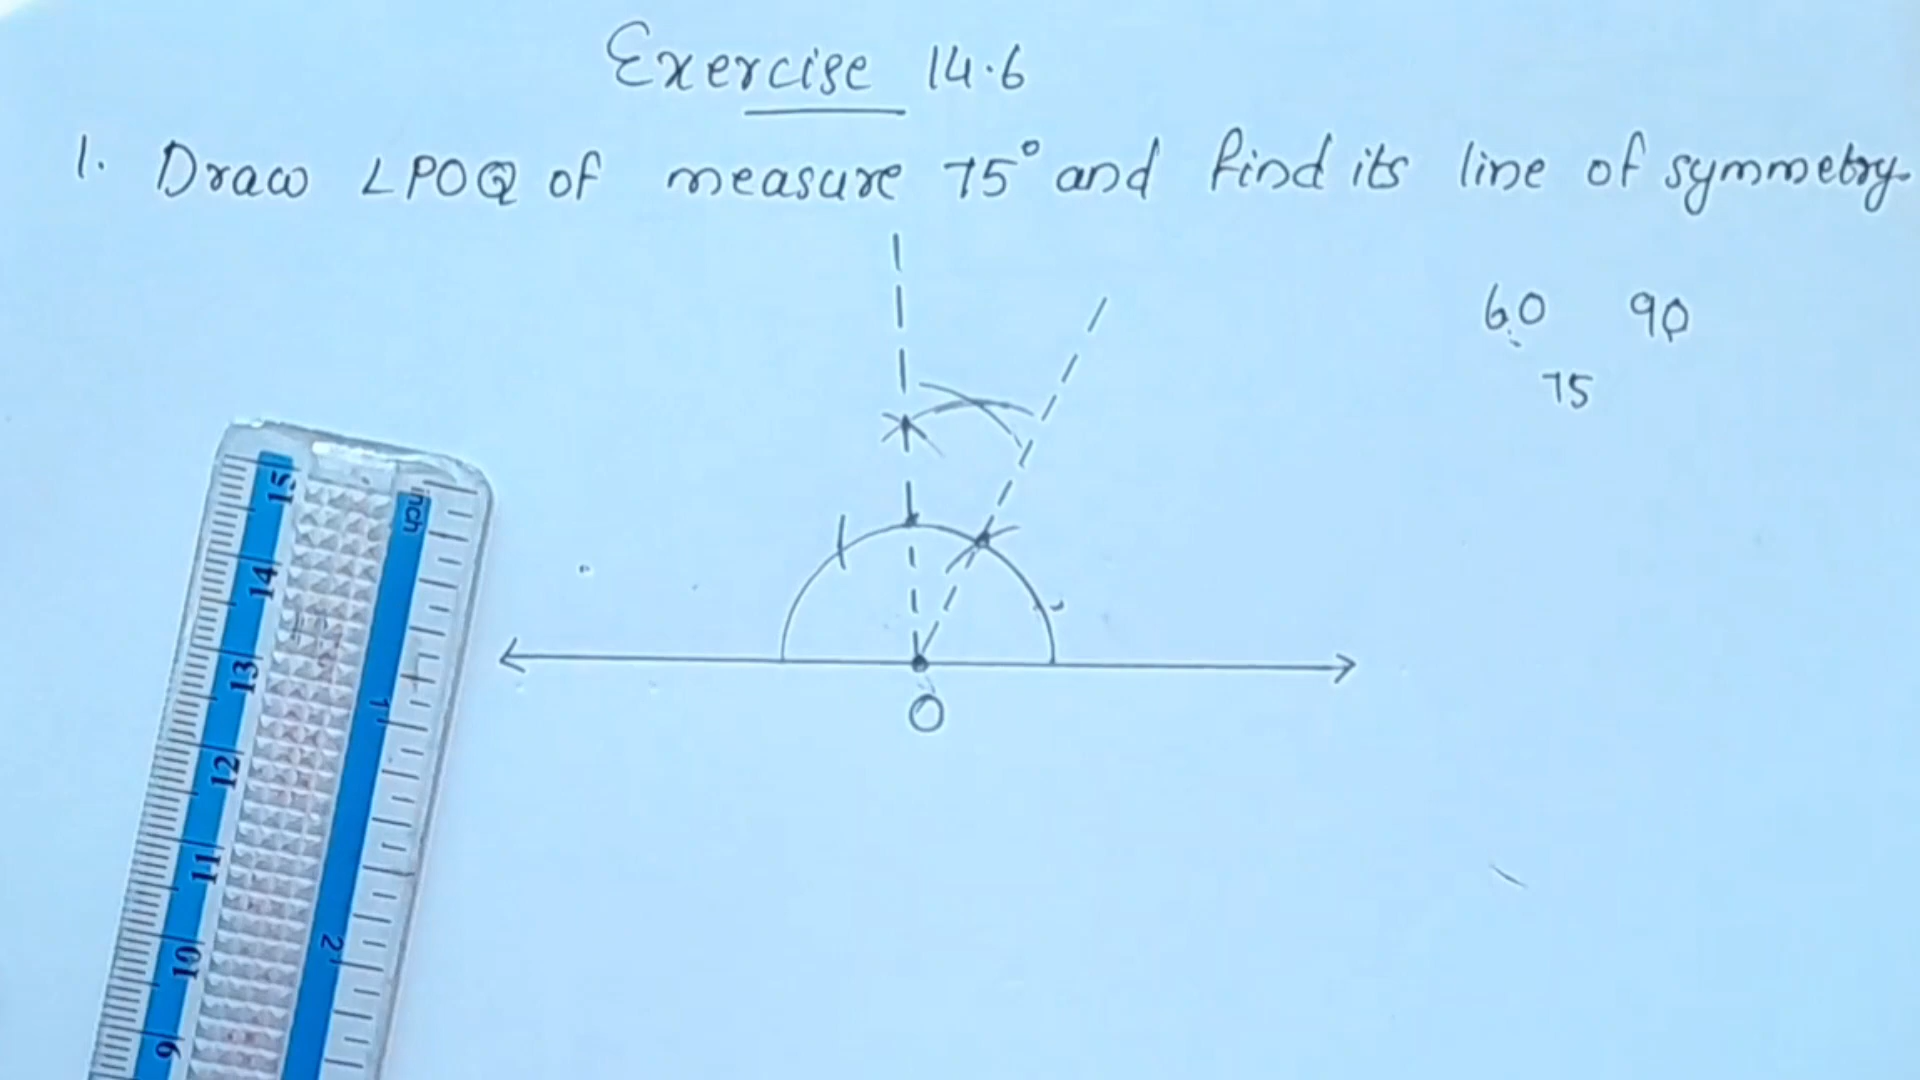 Exercise 14.6
1. Draw ∠POQ of measure 75° and find its line of symmetry.
60 90
75
O
inch
15
14
13
1
12
11
2
10
9